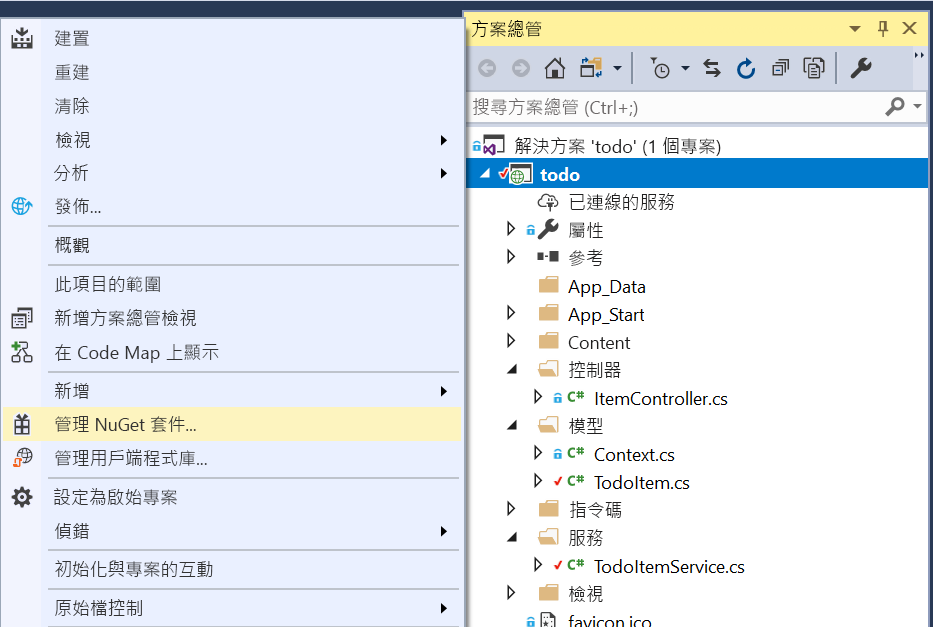 建置
重建
清除
檢視
分析
發佈...
概觀
此項目的範圍
新增方案總管檢視
在 Code Map 上顯示
新增
管理 NuGet 套件...
管理用戶端程式庫...
設定為啟始專案
偵錯
初始化與專案的互動
原始檔控制
方案總管
搜尋方案總管 (Ctrl+;)
解決方案 'todo' (1 個專案)
todo
已連線的服務
屬性
參考
App_Data
App_Start
Content
控制器
C# ItemController.cs
模型
C# Context.cs
C# TodoItem.cs
指令碼
服務
C# TodoItemService.cs
檢視
favicon.ico